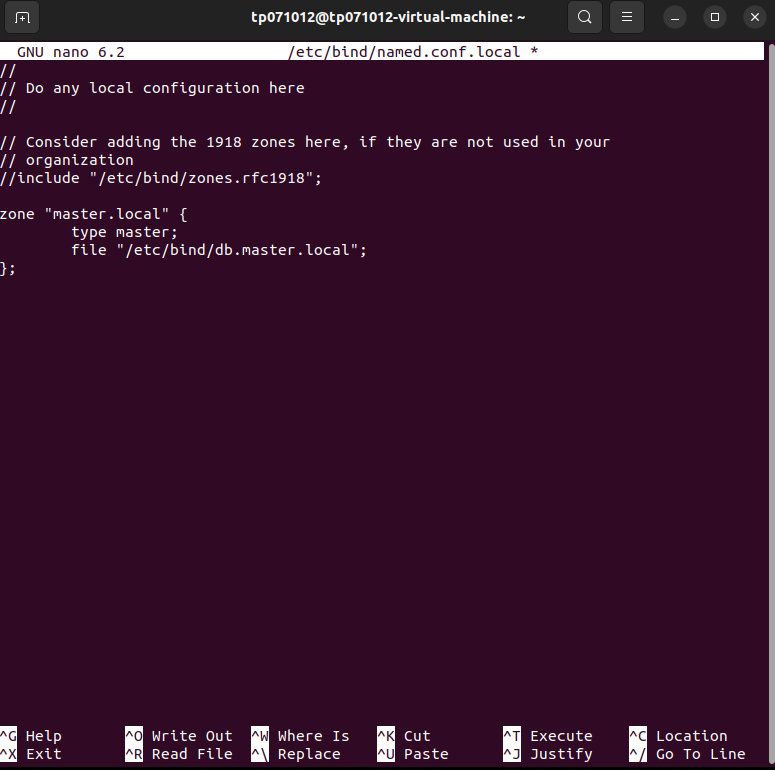 tp071012@tp071012-virtual-machine: ~
GNU nano 6.2 /etc/bind/named.conf.local *
//
// Do any local configuration here
//
// Consider adding the 1918 zones here, if they are not used in your
// organization
//include "/etc/bind/zones.rfc1918";
zone "master.local" {
        type master;
        file "/etc/bind/db.master.local";
};
^G Help ^O Write Out ^W Where Is ^K Cut ^T Execute ^C Location
^X Exit ^R Read File ^\ Replace ^U Paste ^J Justify ^/ Go To Line